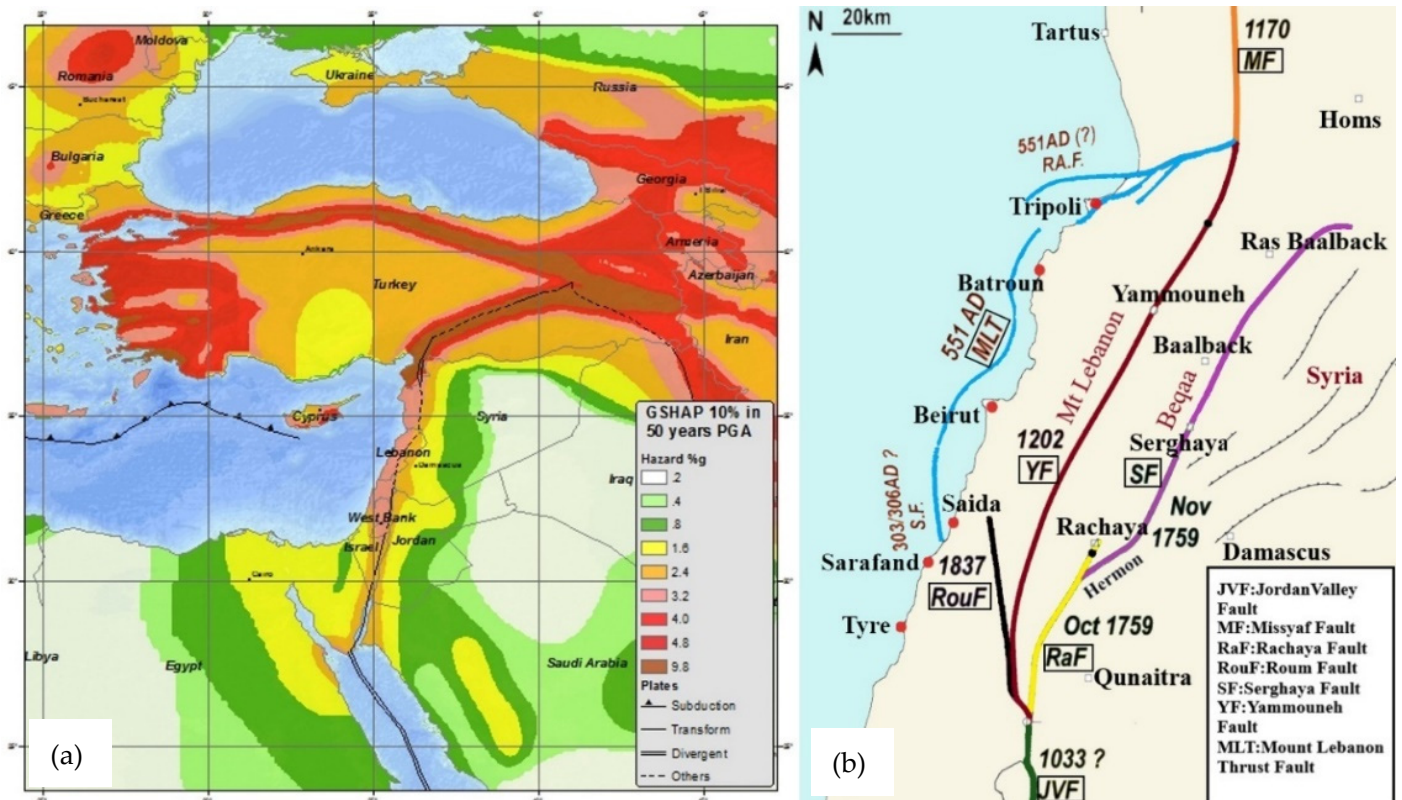 Moldova
Romania
Bucharest
Bulgaria
Greece
Ukraine
Russia
Georgia
Armenia
Azerbaijan
Ankara
Turkey
Iran
Cyprus
Syria
Lebanon
Damascus
Iraq
West Bank
Israel
Jordan
Cairo
Libya
Egypt
Saudi Arabia
GSHAP 10% in
50 years PGA
Hazard %g
.2
.4
.8
1.6
2.4
3.2
4.0
4.8
9.8
Plates
Subduction
Transform
Divergent
Others
(a)
N
20km
Tartus
1170
MF
Homs
551AD (?)
RA.F.
Tripoli
Ras Baalback
Batroun
Yammouneh
551 AD
MLT
Mt Lebanon
Baalback
Beqaa
Syria
Beirut
1202
YF
Serghaya
SF
303/306AD ?
S.F.
Saida
Nov
1759
Rachaya
Damascus
Sarafand
1837
RouF
Hermon
Tyre
Oct 1759
RaF
Qunaitra
1033 ?
JVF
JVF:JordanValley
Fault
MF:Missyaf Fault
RaF:Rachaya Fault
RouF:Roum Fault
SF:Serghaya Fault
YF:Yammouneh
Fault
MLT:Mount Lebanon
Thrust Fault
(b)